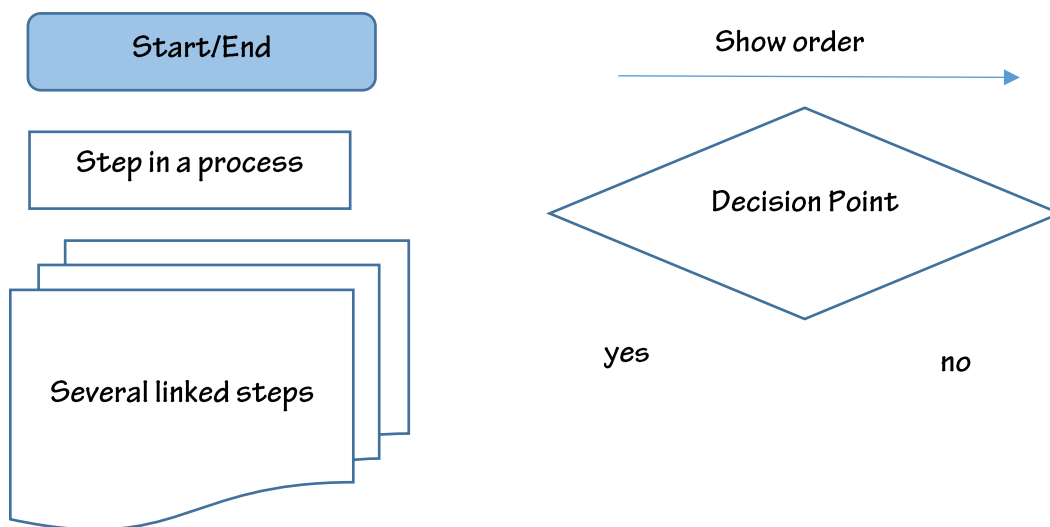 Start/End
Step in a process
Several linked steps
Show order
Decision Point
yes
no